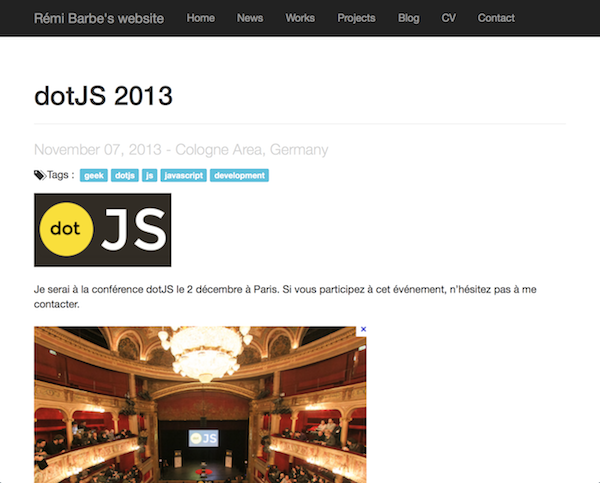 Rémi Barbe's website Home News Works Projects Blog CV Contact
dotJS 2013
November 07, 2013 - Cologne Area, Germany
Tags : geek dotjs js javascript development
dot JS
Je serai à la conférence dotJS le 2 décembre à Paris. Si vous participez à cet événement, n'hésitez pas à me
contacter.
dot JS